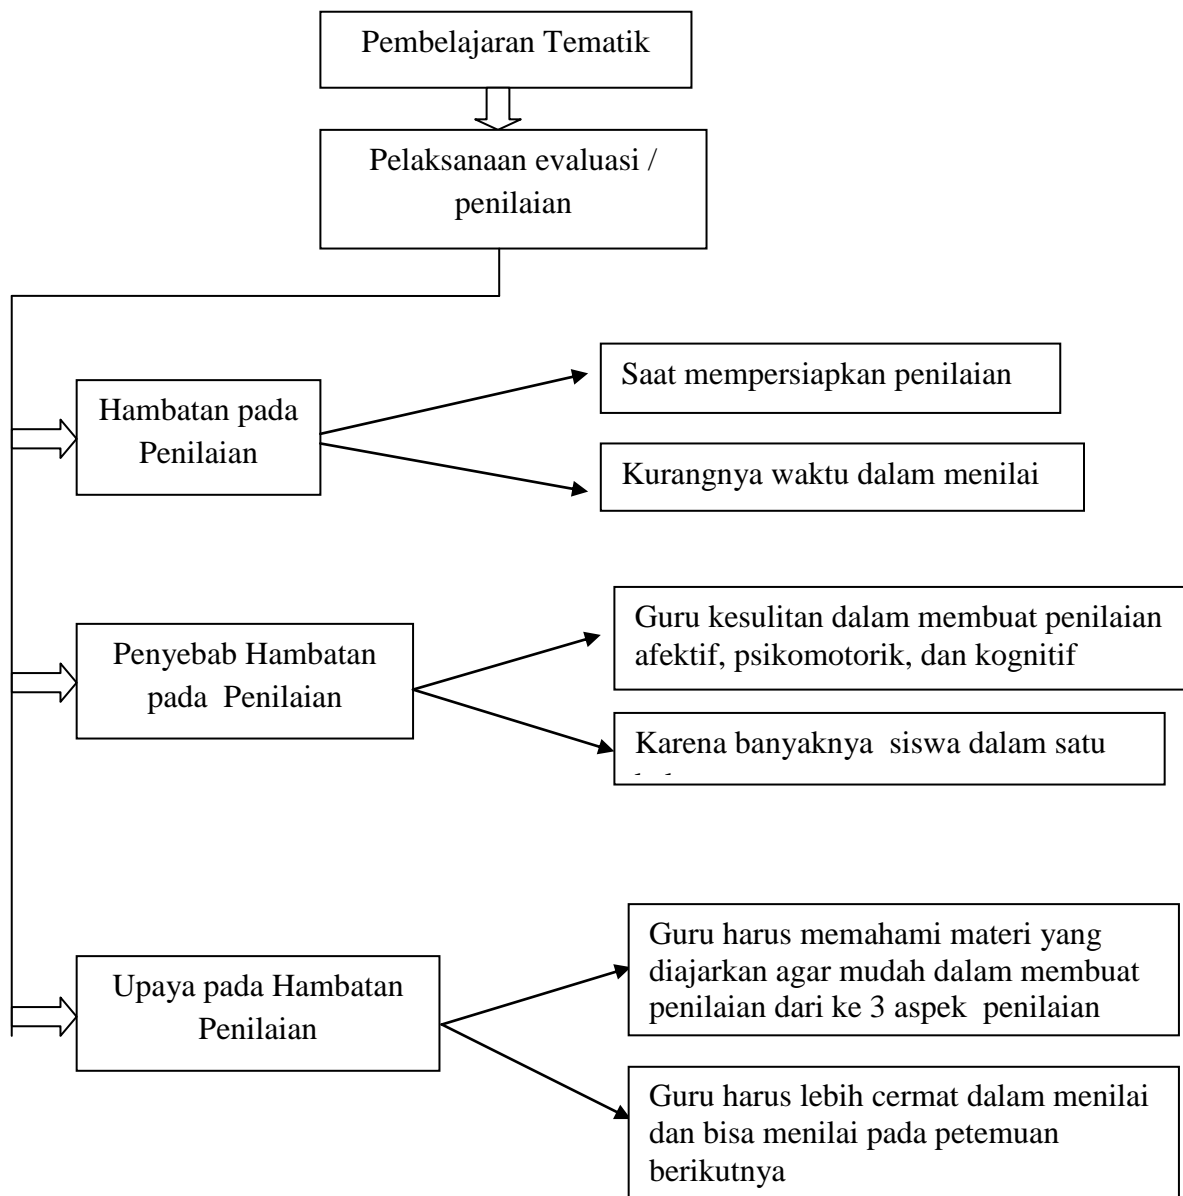 Pembelajaran Tematik
Pelaksanaan evaluasi /
penilaian
Hambatan pada
Penilaian
Saat mempersiapkan penilaian
Kurangnya waktu dalam menilai
Penyebab Hambatan
pada Penilaian
Guru kesulitan dalam membuat penilaian
afektif, psikomotorik, dan kognitif
Karena banyaknya siswa dalam satu
Upaya pada Hambatan
Penilaian
Guru harus memahami materi yang
diajarkan agar mudah dalam membuat
penilaian dari ke 3 aspek penilaian
Guru harus lebih cermat dalam menilai
dan bisa menilai pada petemuan
berikutnya